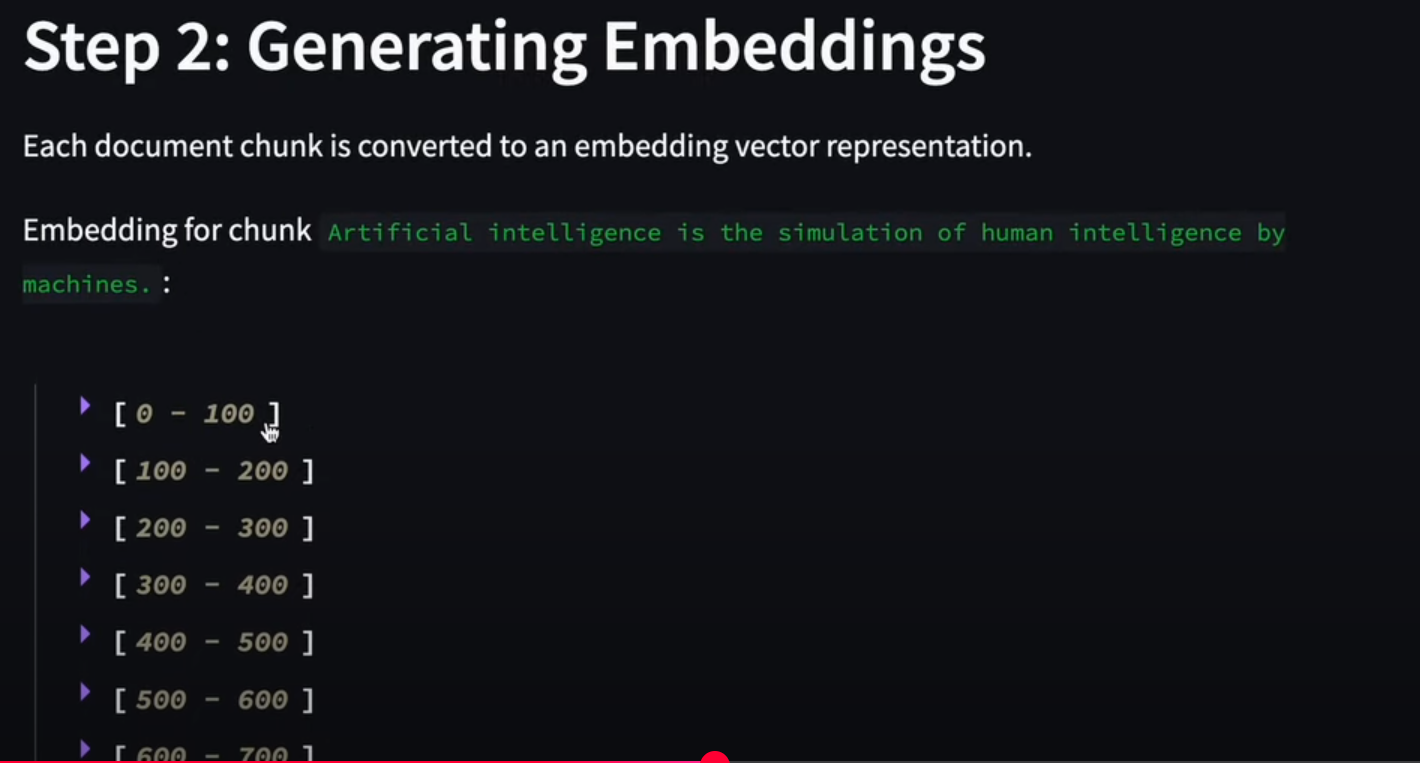 Step 2: Generating Embeddings
Each document chunk is converted to an embedding vector representation.
Embedding for chunk Artificial intelligence is the simulation of human intelligence by
machines. :
[ 0 - 100 ]
[ 100 - 200 ]
[ 200 - 300 ]
[ 300 - 400 ]
[ 400 - 500 ]
[ 500 - 600 ]
[ 600 - 700 ]